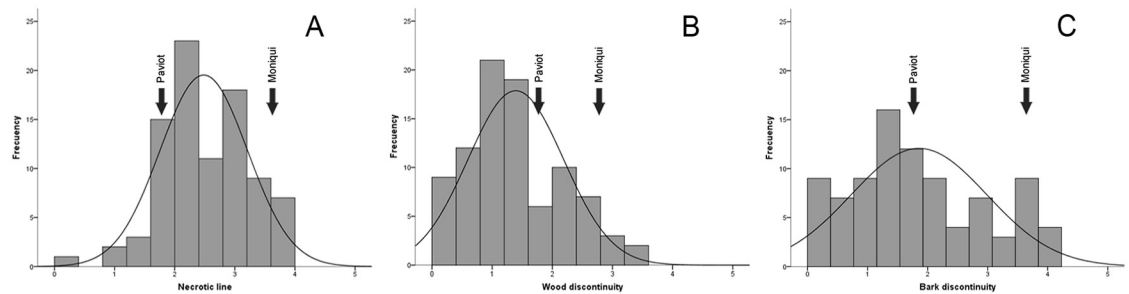 A
25
20
15
10
5
0
Frecuency
Paviot
Moniqui
0 1 2 3 4 5
Necrotic line
B
25
20
15
10
5
0
Frecuency
Paviot
Moniqui
0 1 2 3 4 5
Wood discontinuity
C
25
20
15
10
5
0
Frecuency
Paviot
Moniqui
0 1 2 3 4 5
Bark discontinuity